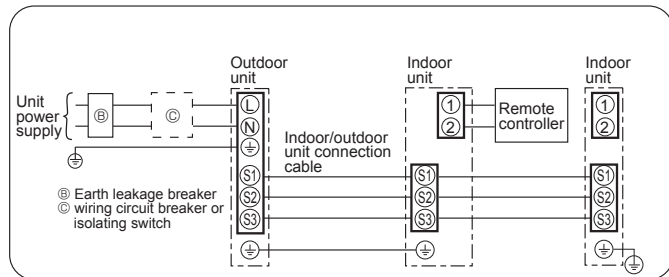 Outdoor
unit
Indoor
unit
Indoor
unit
Unit
power
supply
Ⓑ
Ⓒ
L
N
1
2
Remote
controller
1
2
Indoor/outdoor
unit connection
cable
S1
S2
S3
S1
S2
S3
S1
S2
S3
Ⓑ Earth leakage breaker
Ⓒ wiring circuit breaker or
isolating switch